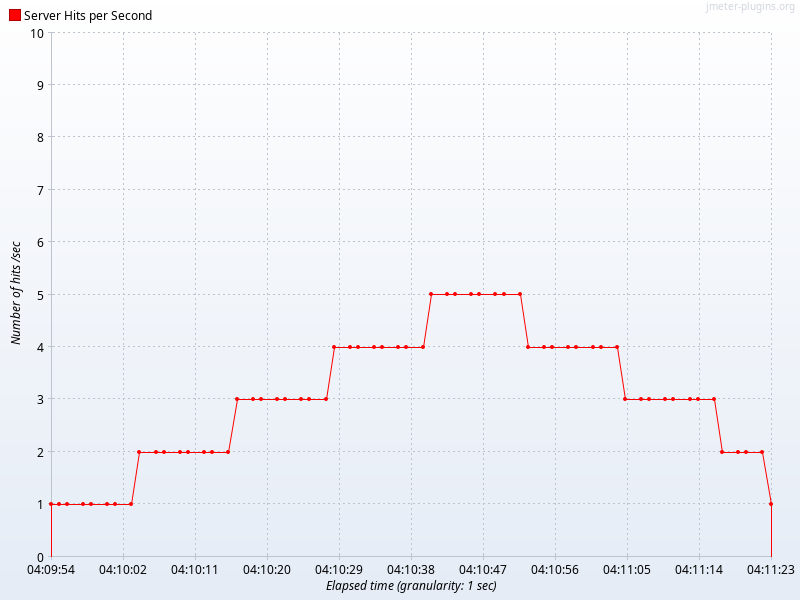 jmeter-plugins.org
Server Hits per Second
10
9
8
7
6
5
4
3
2
1
0
Number of hits /sec
04:09:54 04:10:02 04:10:11 04:10:20 04:10:29 04:10:38 04:10:47 04:10:56 04:11:05 04:11:14 04:11:23
Elapsed time (granularity: 1 sec)